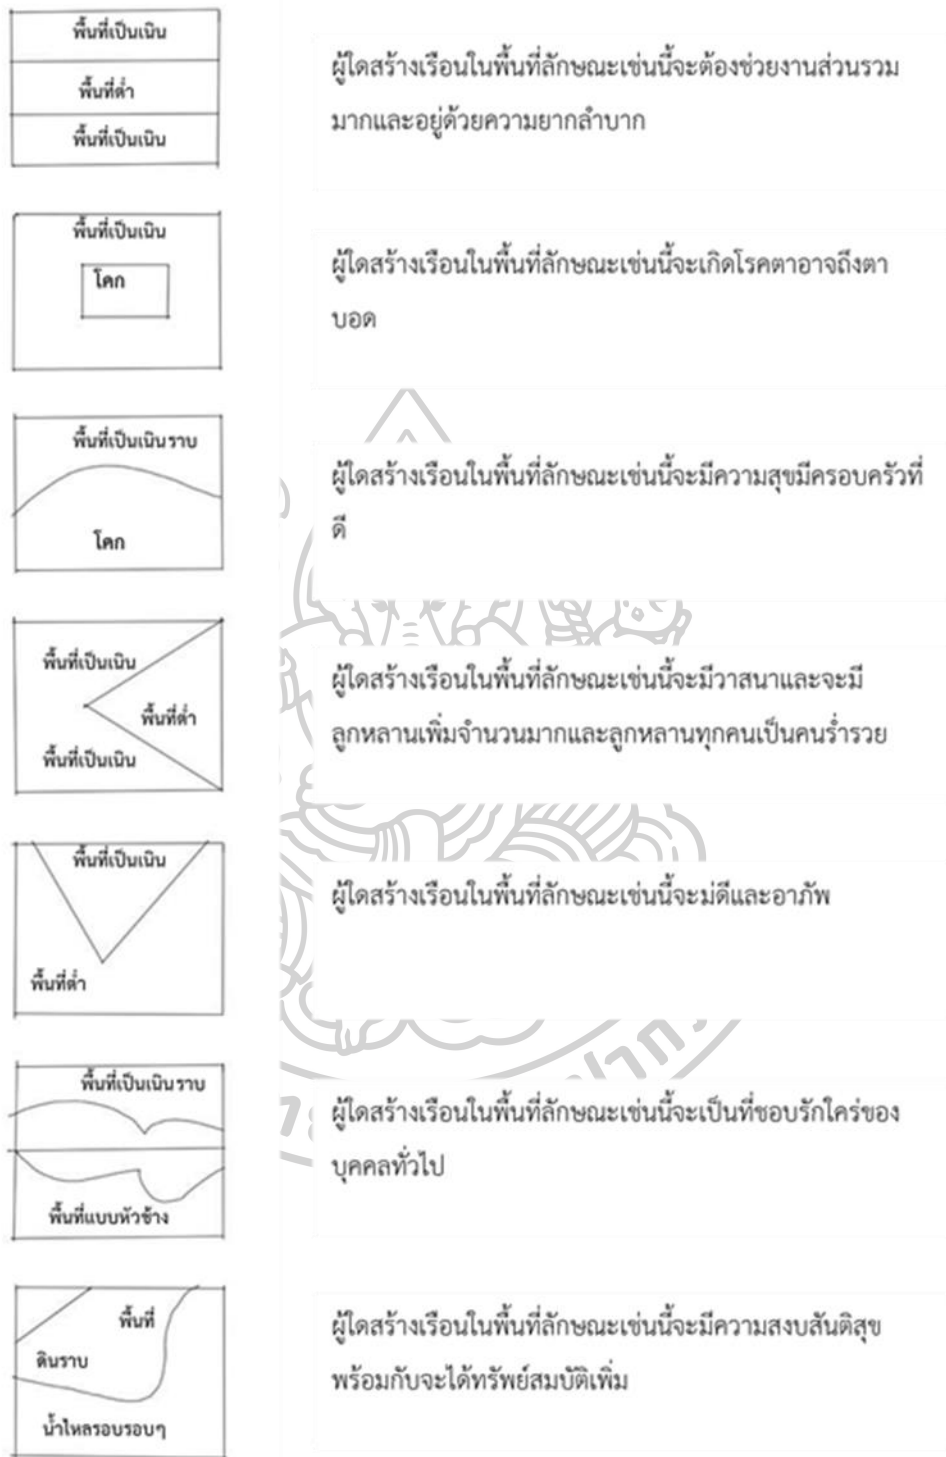 พื้นที่เป็นเนิน
พื้นที่ต่ำ
พื้นที่เป็นเนิน
ผู้ใดสร้างเรือนในพื้นที่ลักษณะเช่นนี้จะต้องช่วยงานส่วนรวม
มากและอยู่ด้วยความยากลำบาก
พื้นที่เป็นเนิน
โคก
ผู้ใดสร้างเรือนในพื้นที่ลักษณะเช่นนี้จะเกิดโรคตาอาจถึงตา
บอด
พื้นที่เป็นเนินราบ
โคก
ผู้ใดสร้างเรือนในพื้นที่ลักษณะเช่นนี้จะมีความสุขมีครอบครัวที่
ดี
พื้นที่เป็นเนิน
พื้นที่ต่ำ
พื้นที่เป็นเนิน
ผู้ใดสร้างเรือนในพื้นที่ลักษณะเช่นนี้จะมีวาสนาและจะมี
ลูกหลานเพิ่มจำนวนมากและลูกหลานทุกคนเป็นคนร่ำรวย
พื้นที่เป็นเนิน
พื้นที่ต่ำ
ผู้ใดสร้างเรือนในพื้นที่ลักษณะเช่นนี้จะม่ดีและอาภัพ
พื้นที่เป็นเนินราบ
พื้นที่แบบหัวช้าง
ผู้ใดสร้างเรือนในพื้นที่ลักษณะเช่นนี้จะเป็นที่ชอบรักใคร่ของ
บุคคลทั่วไป
พื้นที่
ดินราบ
น้ำไหลรอบรอบๆ
ผู้ใดสร้างเรือนในพื้นที่ลักษณะเช่นนี้จะมีความสงบสันติสุข
พร้อมกับจะได้ทรัพย์สมบัติเพิ่ม